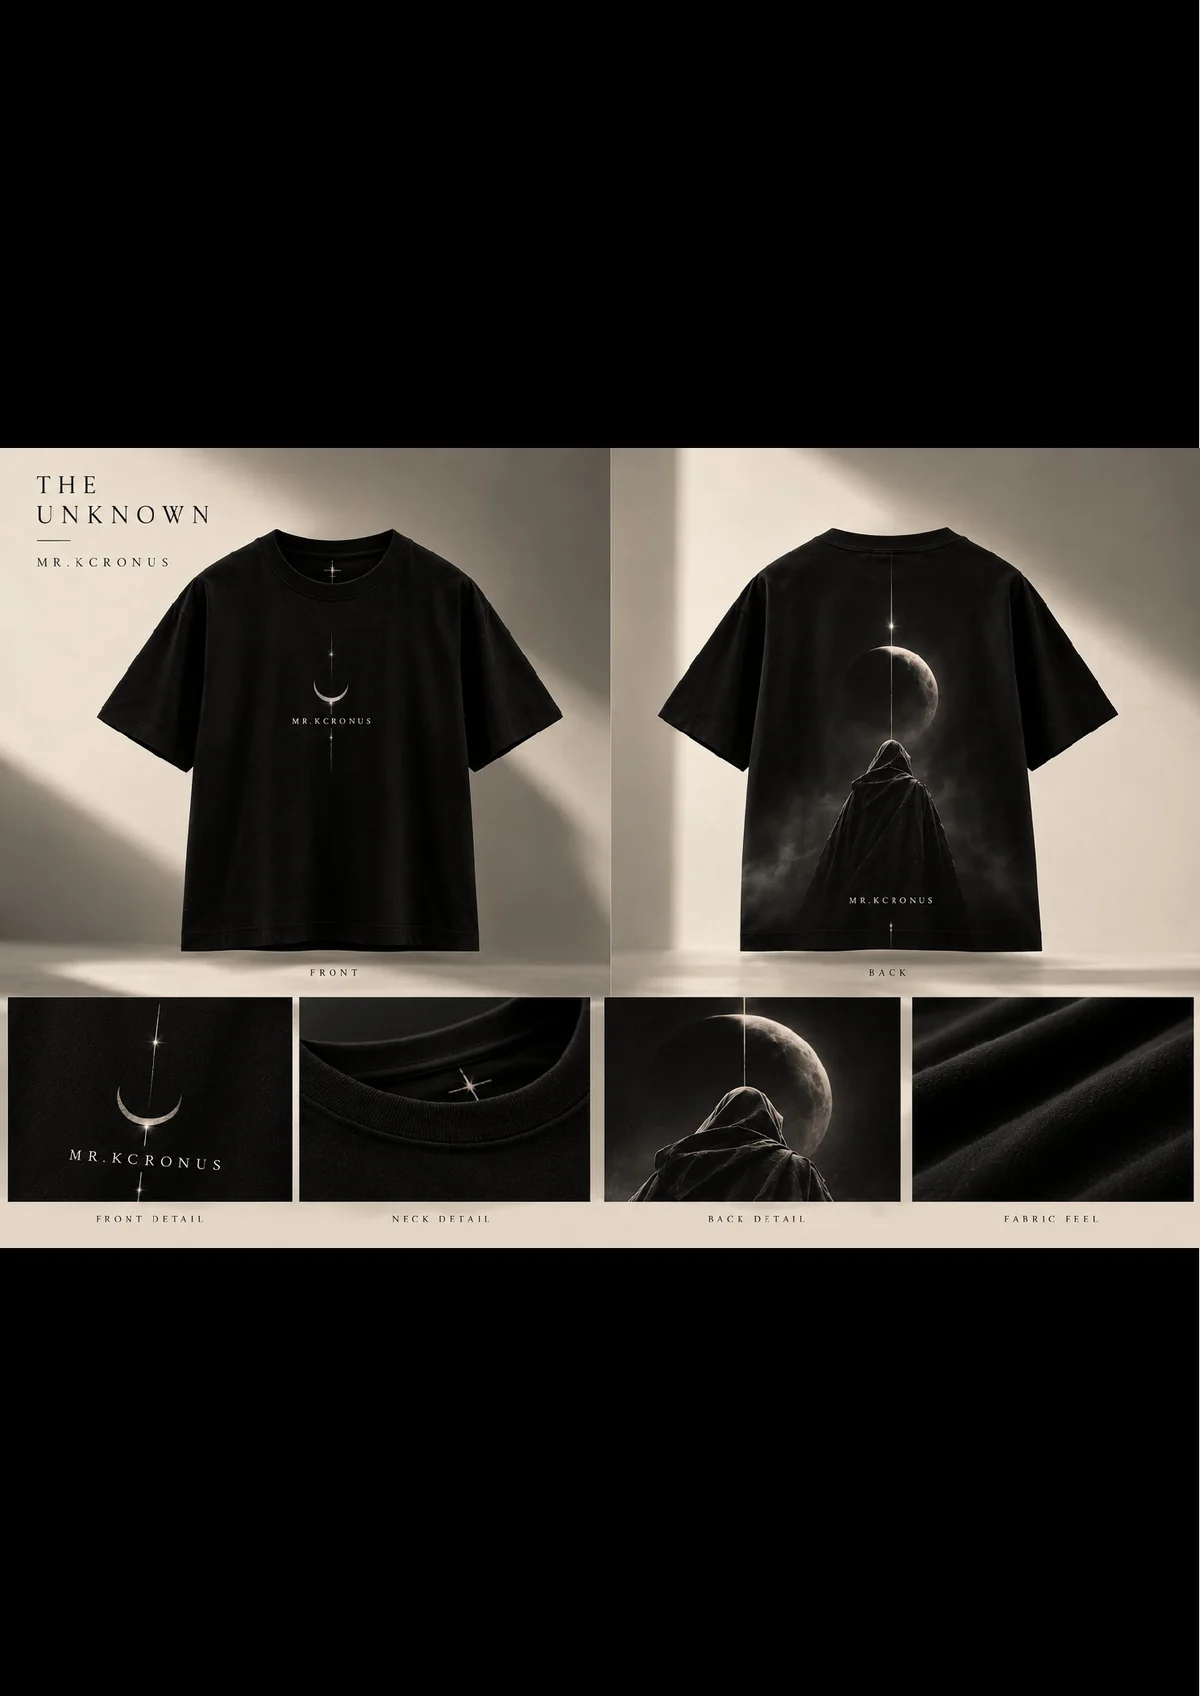 THE
UNKNOWN
MR.KCRONUS
MR.KCRONUS
MR.KCRONUS
FRONT
BACK
MR.KCRONUS
FRONT DETAIL
NECK DETAIL
BACK DETAIL
FABRIC FEEL